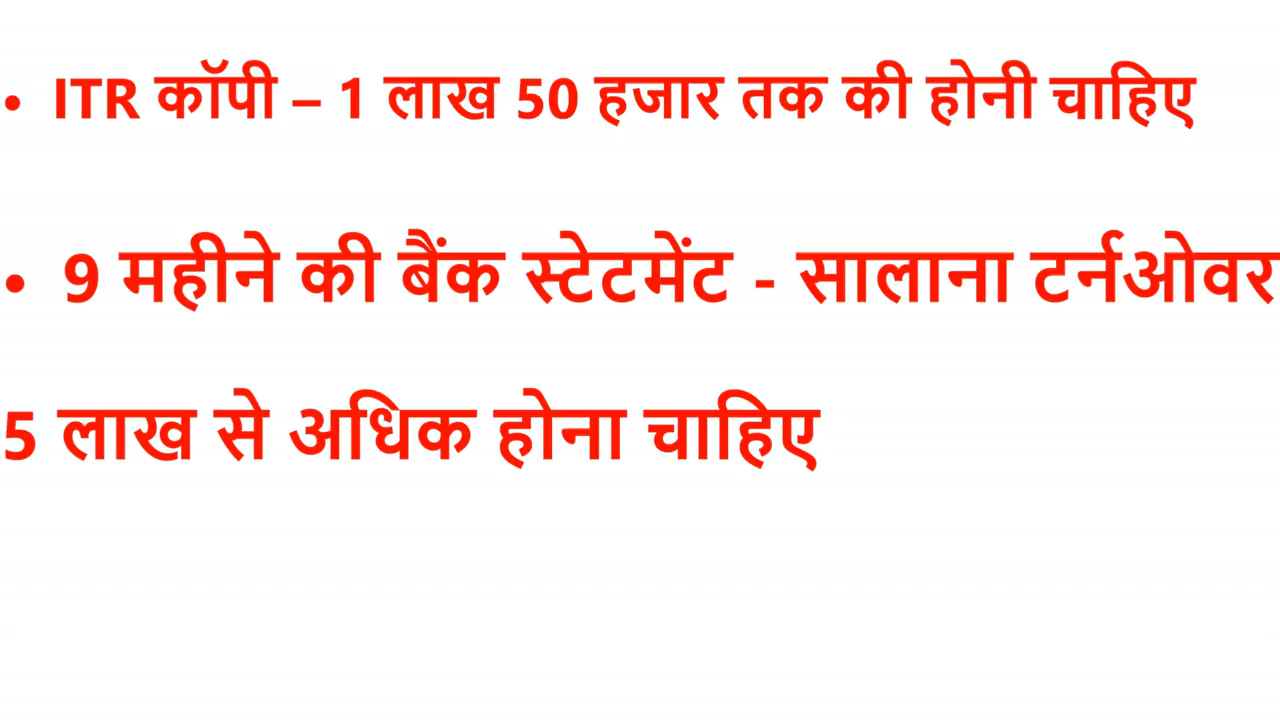 • ITR कॉपी – 1 लाख 50 हजार तक की होनी चाहिए
• 9 महीने की बैंक स्टेटमेंट - सालाना टर्नओवर
5 लाख से अधिक होना चाहिए